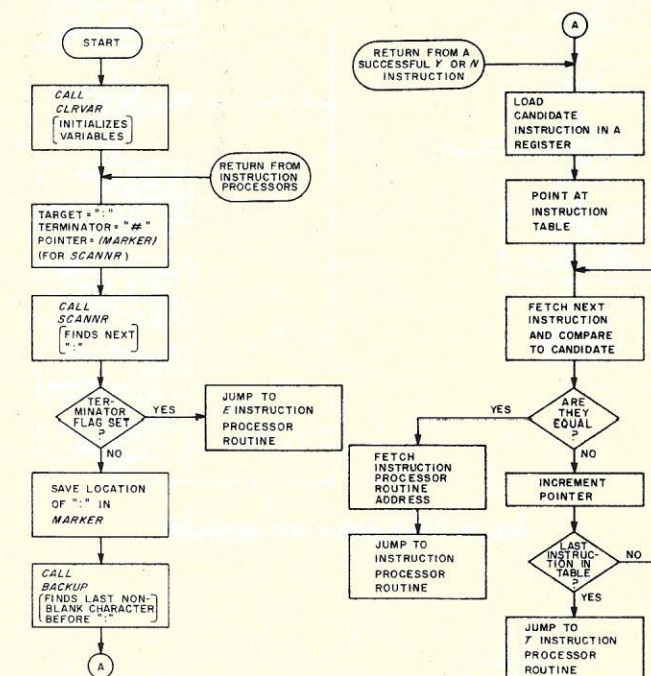 START
CALL
CLRVAR
[INITIALIZES
VARIABLES]
RETURN FROM
INSTRUCTION
PROCESSORS
TARGET = ":"
TERMINATOR = "#"
POINTER = (MARKER)
(FOR SCANNR)
CALL
SCANNR
[FINDS NEXT
":"]
TER-
MINATOR
FLAG SET
?
YES
NO
JUMP TO
E INSTRUCTION
PROCESSOR
ROUTINE
SAVE LOCATION
OF ":" IN
MARKER
CALL
BACKUP
[FINDS LAST NON-
BLANK CHARACTER
BEFORE ":"]
A
A
RETURN FROM A
SUCCESSFUL Y OR N
INSTRUCTION
LOAD
CANDIDATE
INSTRUCTION IN A
REGISTER
POINT AT
INSTRUCTION
TABLE
FETCH NEXT
INSTRUCTION
AND COMPARE
TO CANDIDATE
ARE
THEY
EQUAL
?
YES
NO
FETCH
INSTRUCTION
PROCESSOR
ROUTINE
ADDRESS
JUMP TO
INSTRUCTION
PROCESSOR
ROUTINE
INCREMENT
POINTER
LAST
INSTRUC-
TION IN
TABLE
?
NO
YES
JUMP TO
T INSTRUCTION
PROCESSOR
ROUTINE